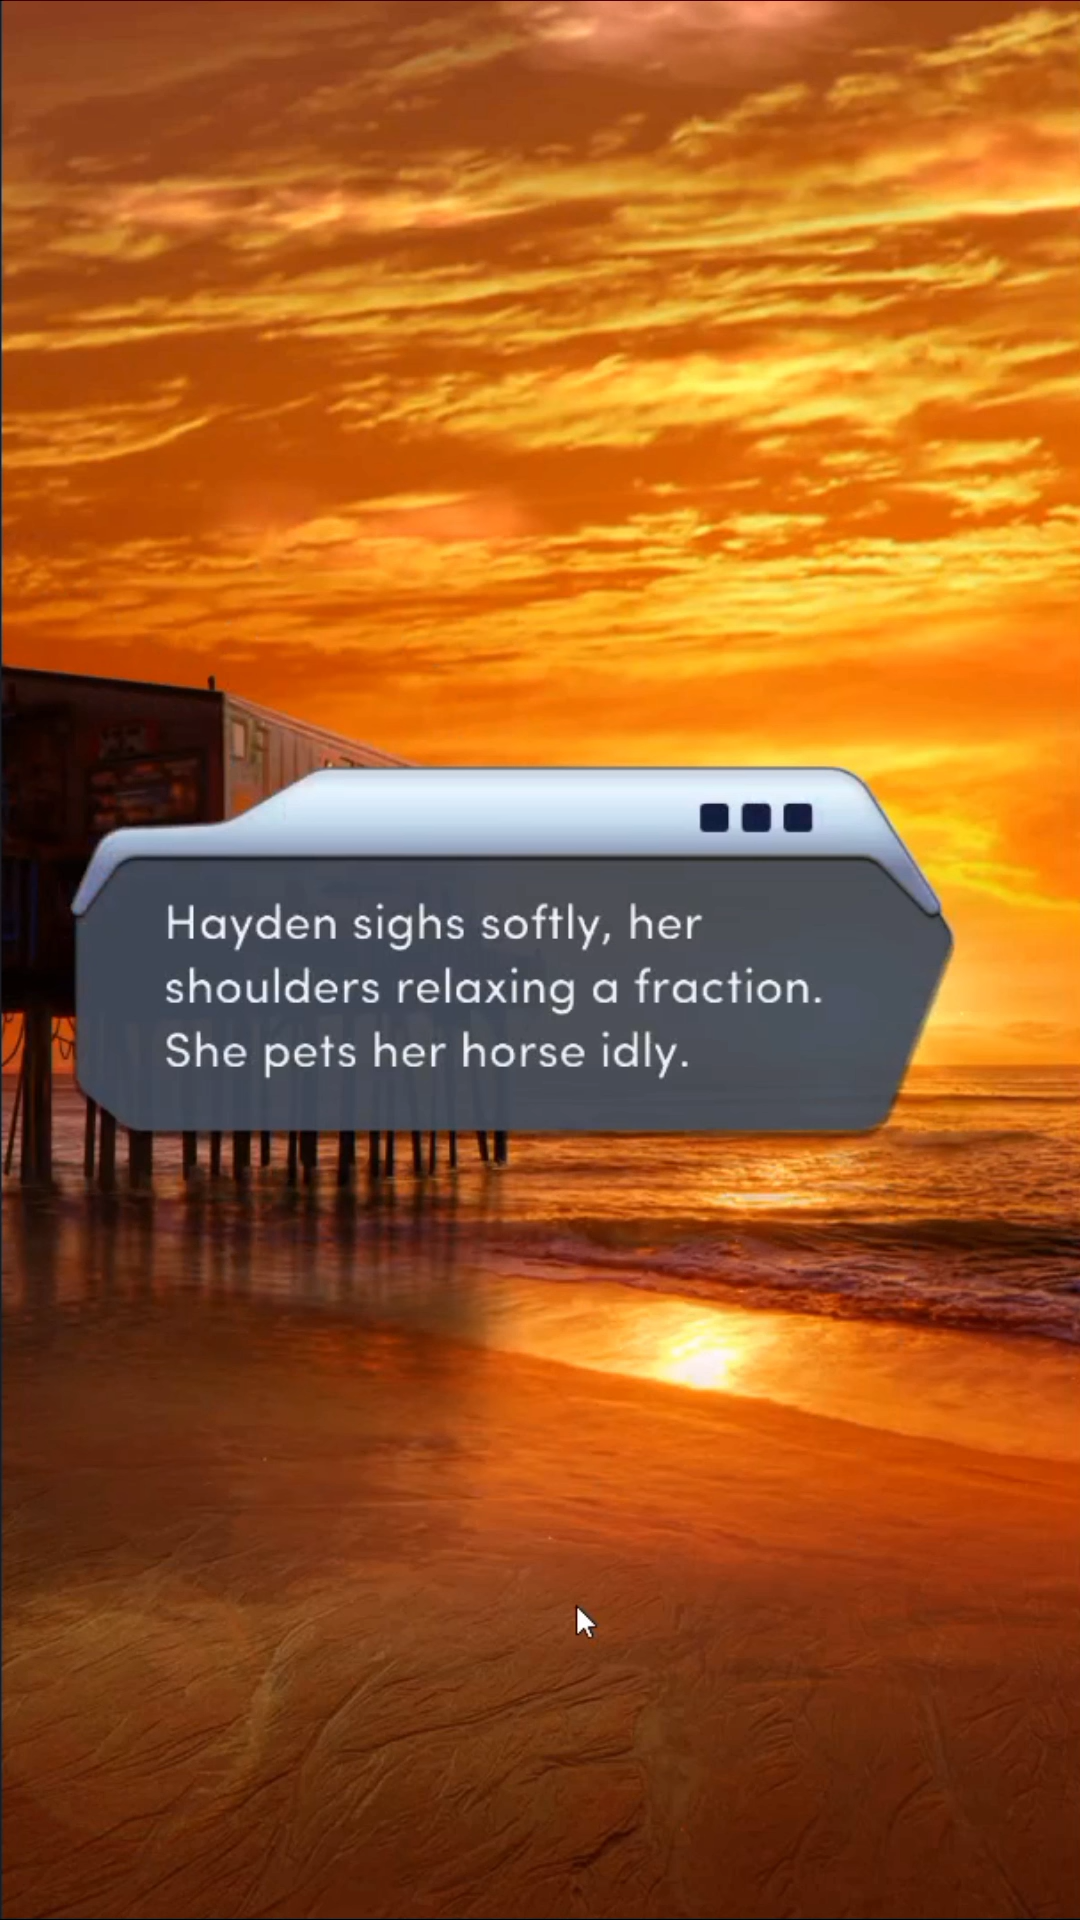 Hayden sighs softly, her
shoulders relaxing a fraction.
She pets her horse idly.